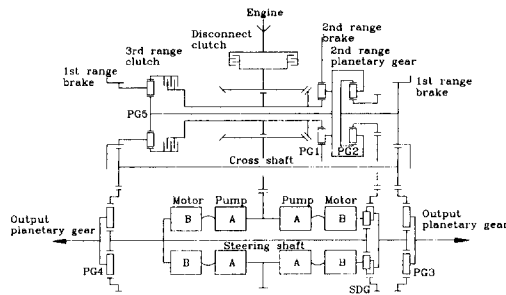 Engine
Disconnect
clutch
2nd range
brake
3rd range
clutch
2nd range
planetary gear
1st range
brake
1st range
brake
PG5
PG1
PG2
Cross shaft
Motor
Pump
Pump
Motor
Output
planetary gear
Output
planetary gear
B
A
A
B
Steering shaft
B
A
A
B
PG4
PG3
SDG